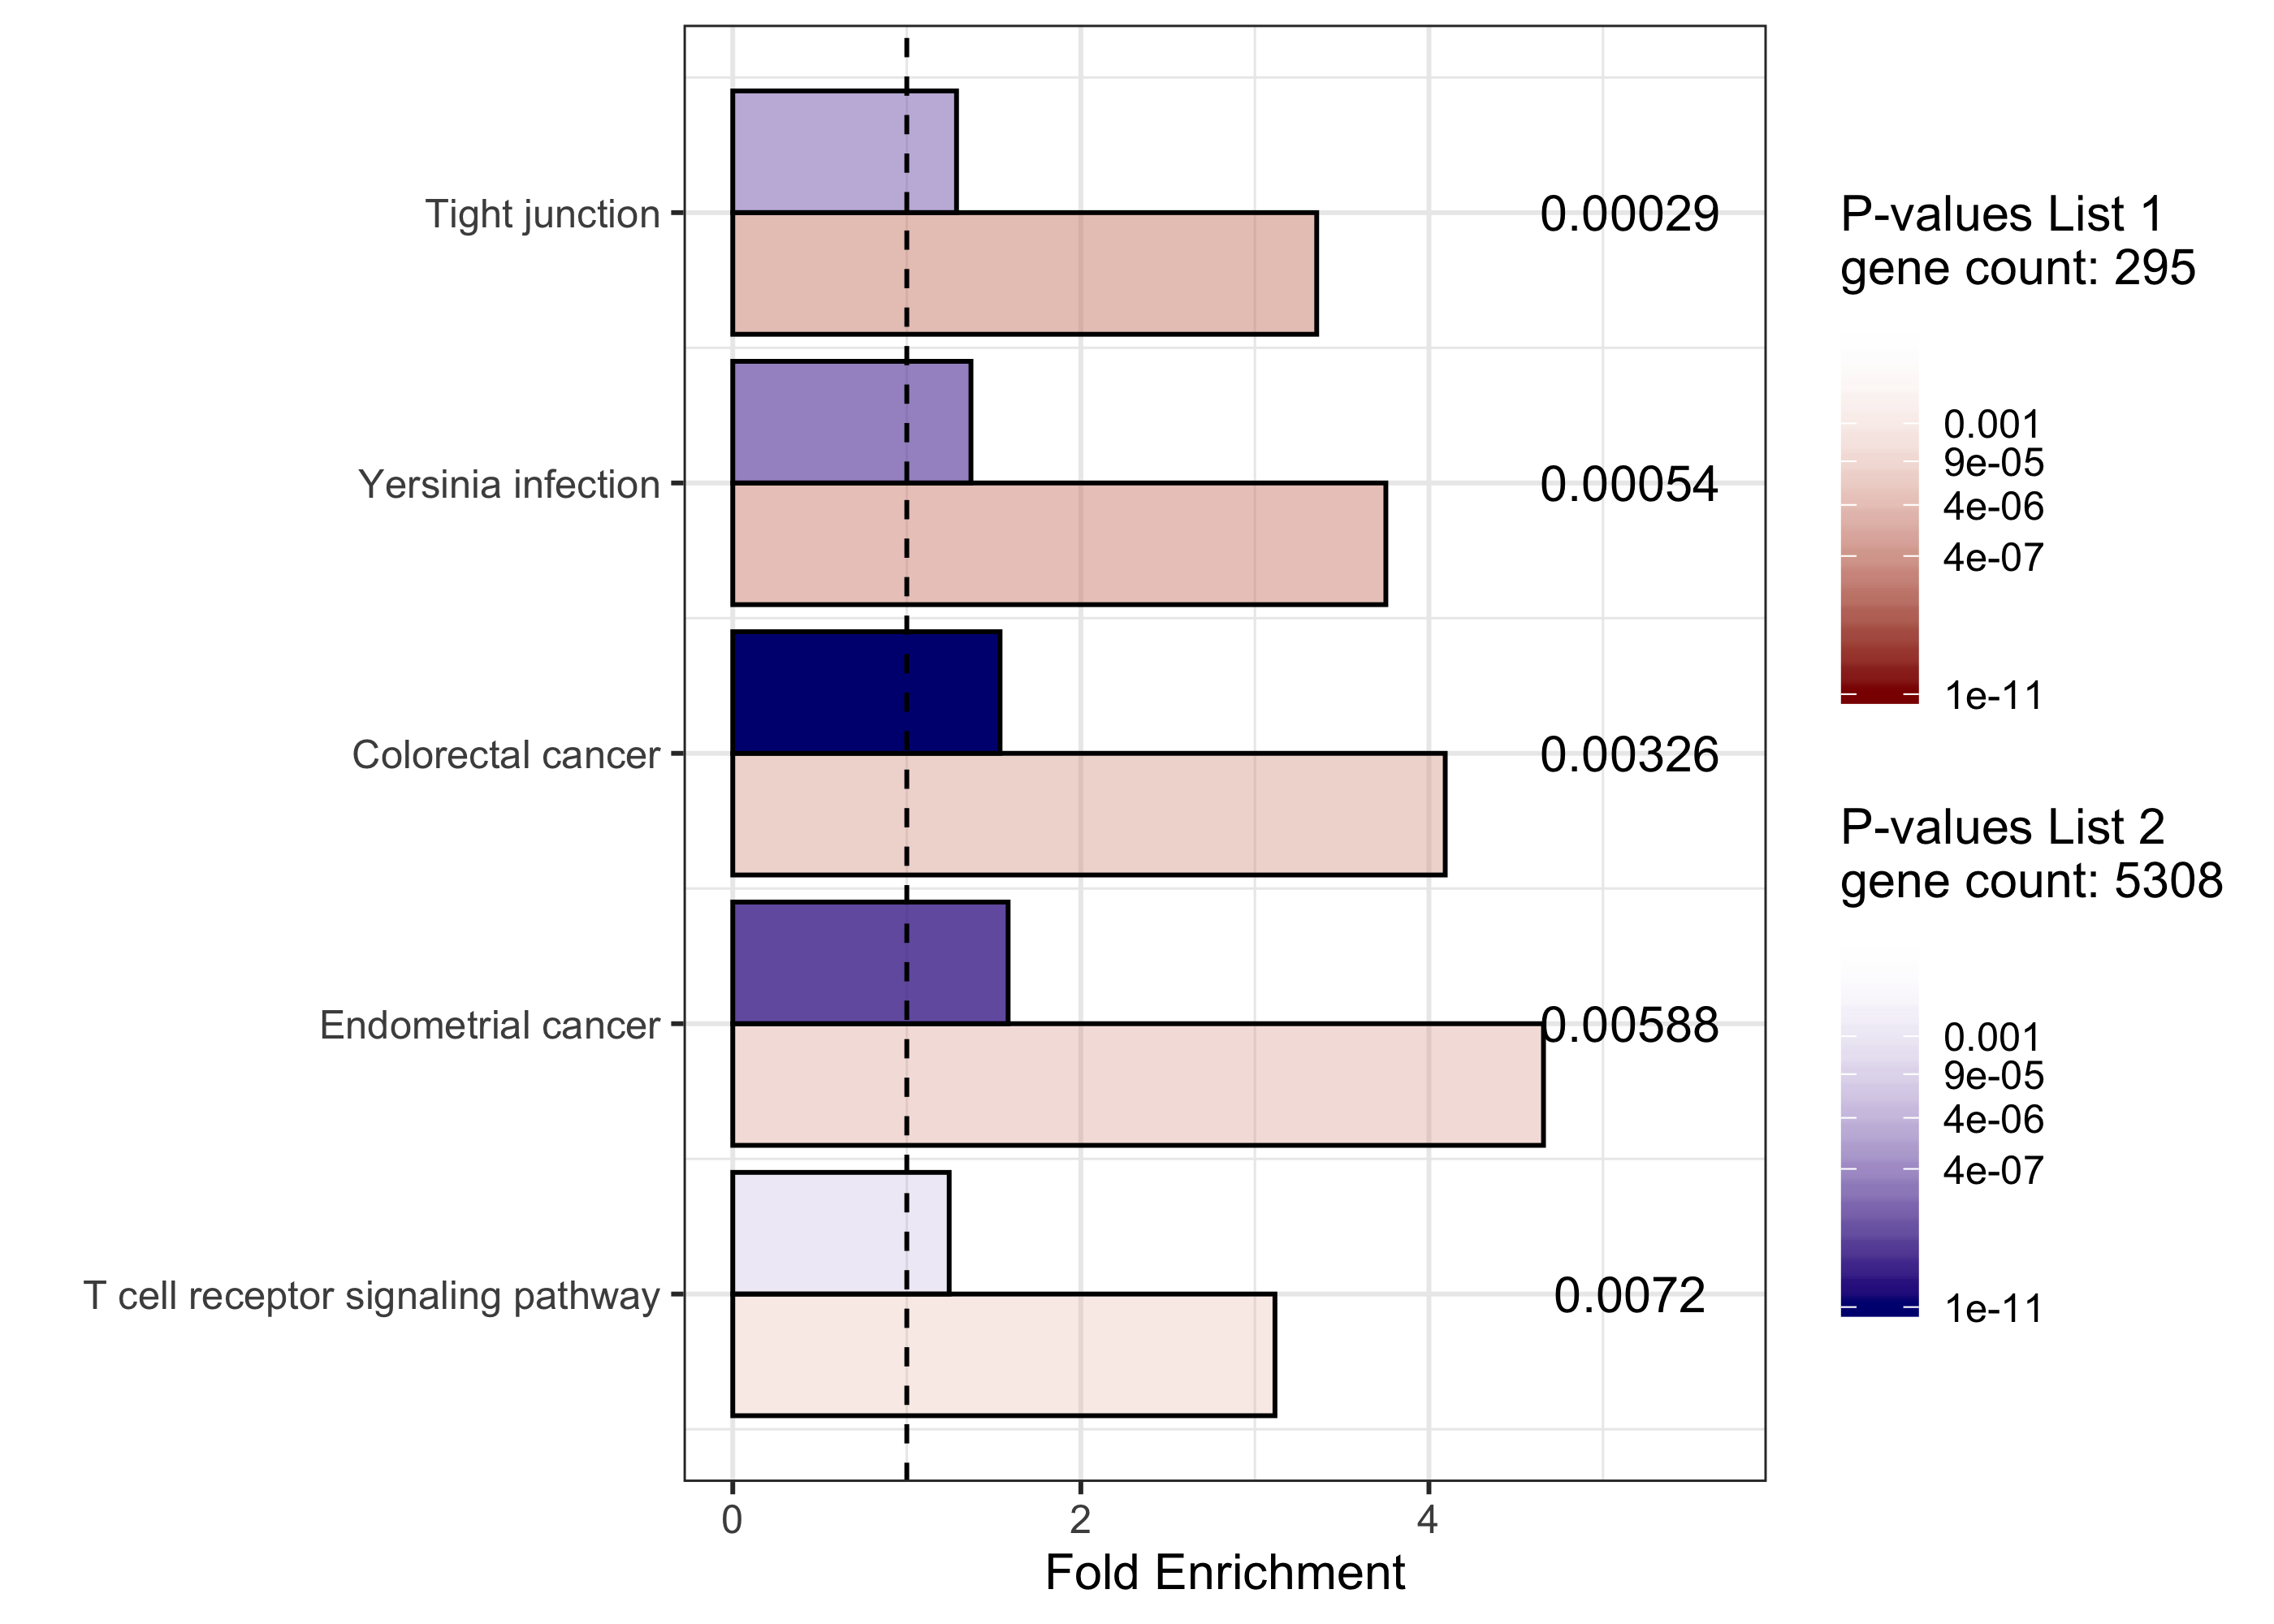 Tight junction
0.00029
Yersinia infection
0.00054
Colorectal cancer
0.00326
Endometrial cancer
0.00588
T cell receptor signaling pathway
0.0072
0
2
4
Fold Enrichment
P-values List 1
gene count: 295
0.001
9e-05
4e-06
4e-07
1e-11
P-values List 2
gene count: 5308
0.001
9e-05
4e-06
4e-07
1e-11